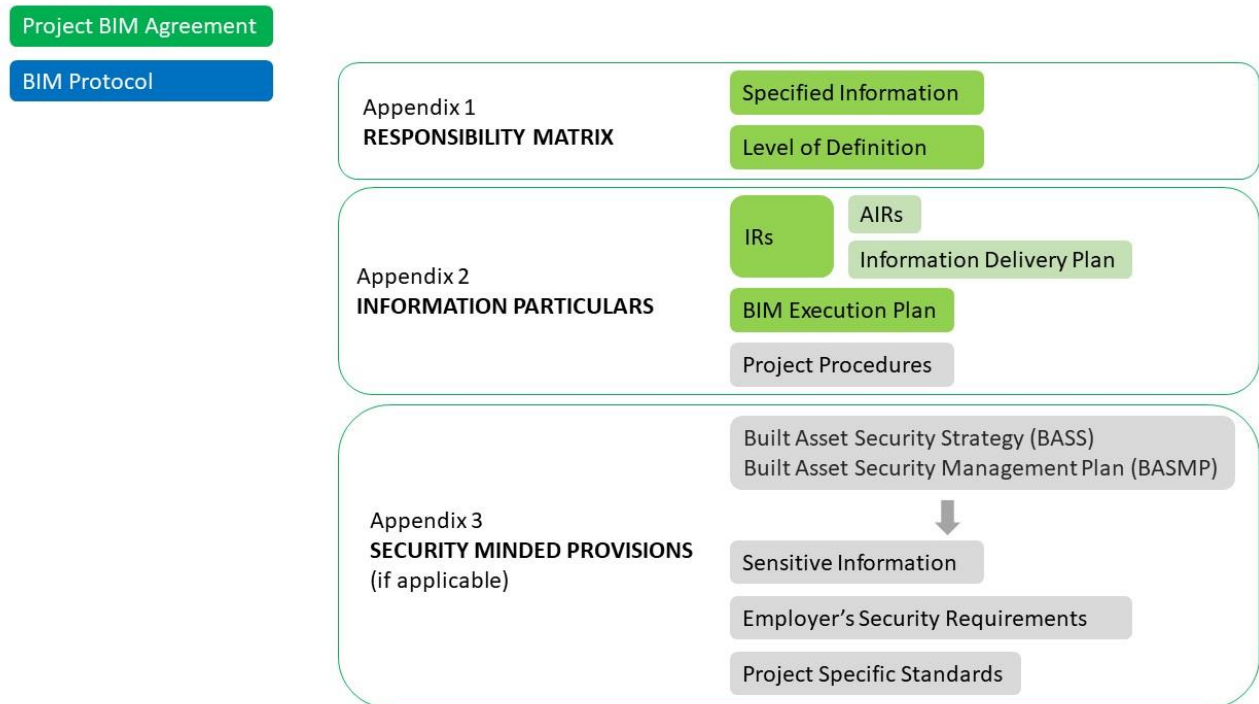 Project BIM Agreement
BIM Protocol
Appendix 1
RESPONSIBILITY MATRIX
Specified Information
Level of Definition
Appendix 2
INFORMATION PARTICULARS
IRs
AIRs
Information Delivery Plan
BIM Execution Plan
Project Procedures
Appendix 3
SECURITY MINDED PROVISIONS
(if applicable)
Built Asset Security Strategy (BASS)
Built Asset Security Management Plan (BASMP)
Sensitive Information
Employer’s Security Requirements
Project Specific Standards